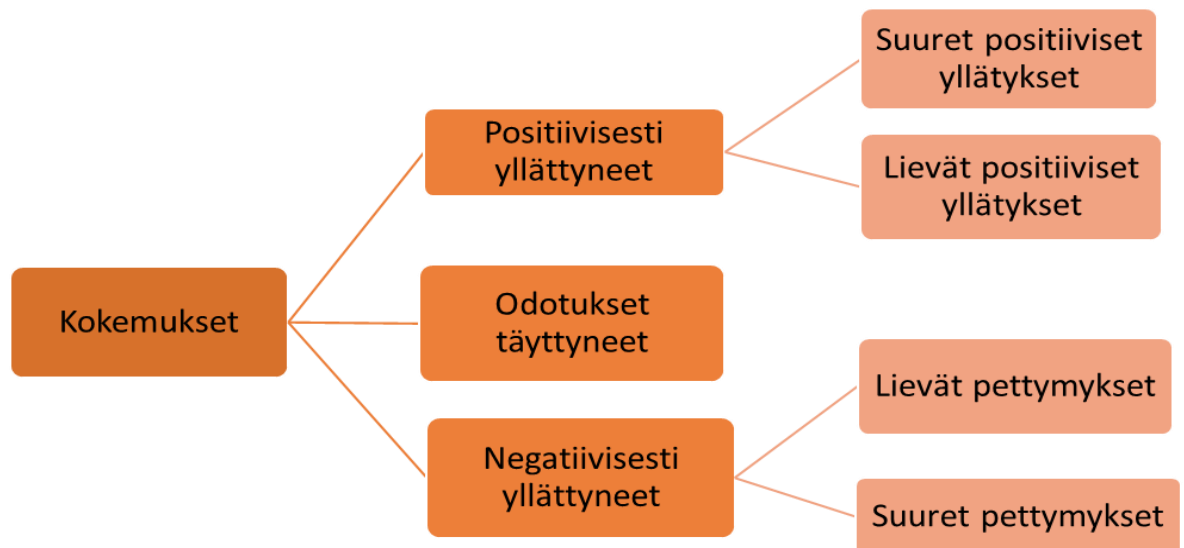 Kokemukset
Positiivisesti
yllättyneet
Suuret positiiviset
yllätykset
Lievät positiiviset
yllätykset
Odotukset
täyttyneet
Negatiivisesti
yllättyneet
Lievät pettymykset
Suuret pettymykset